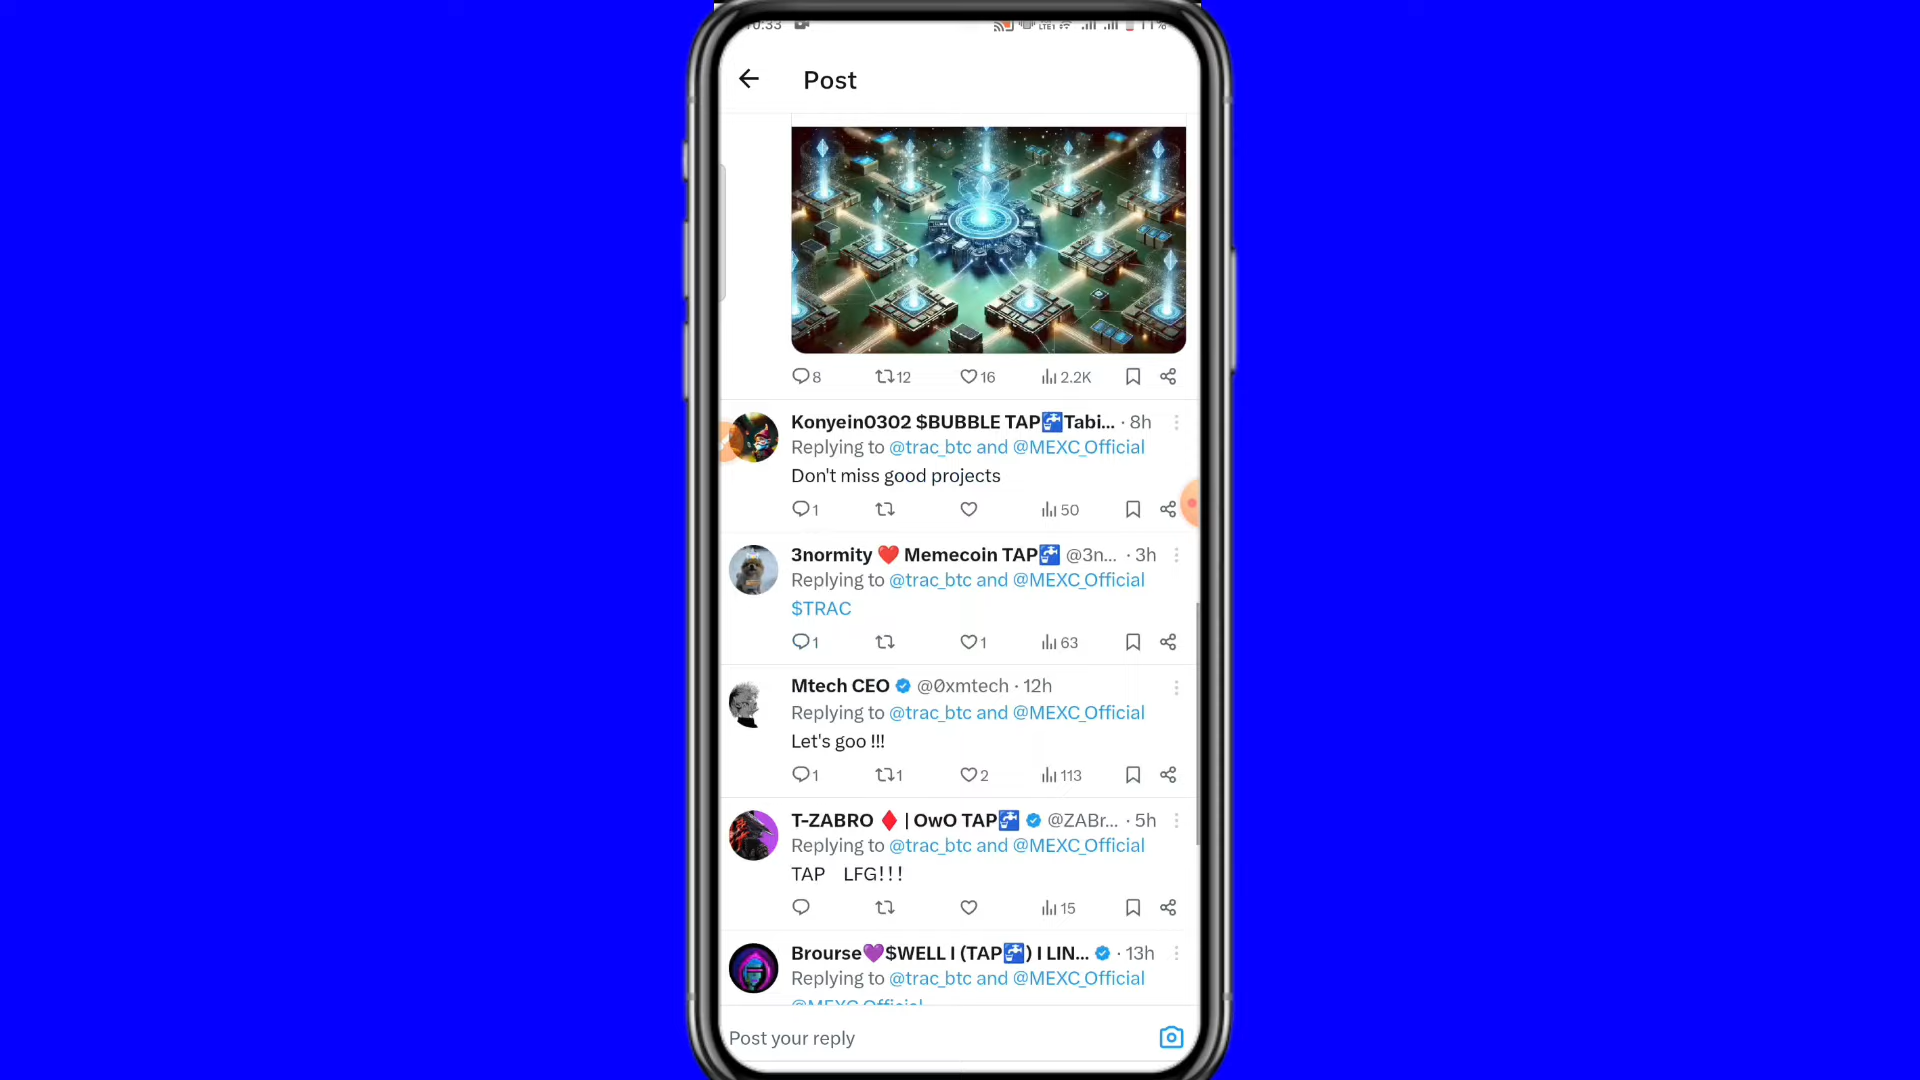 Post
8 12 16 2.2K
Konyein0302 $BUBBLE TAP🚰Tabi... · 8h
Replying to @trac_btc and @MEXC_Official
Don't miss good projects
1 50
3normity ❤️ Memecoin TAP🚰 @3n... · 3h
Replying to @trac_btc and @MEXC_Official
$TRAC
1 1 63
Mtech CEO @0xmtech · 12h
Replying to @trac_btc and @MEXC_Official
Let's goo !!!
1 1 2 113
T-ZABRO ♦️ | OwO TAP🚰 @ZABr... · 5h
Replying to @trac_btc and @MEXC_Official
TAP LFG!!!
15
Brourse💜$WELL I (TAP🚰) I LIN... · 13h
Replying to @trac_btc and @MEXC_Official
@MEXC_Official
Post your reply